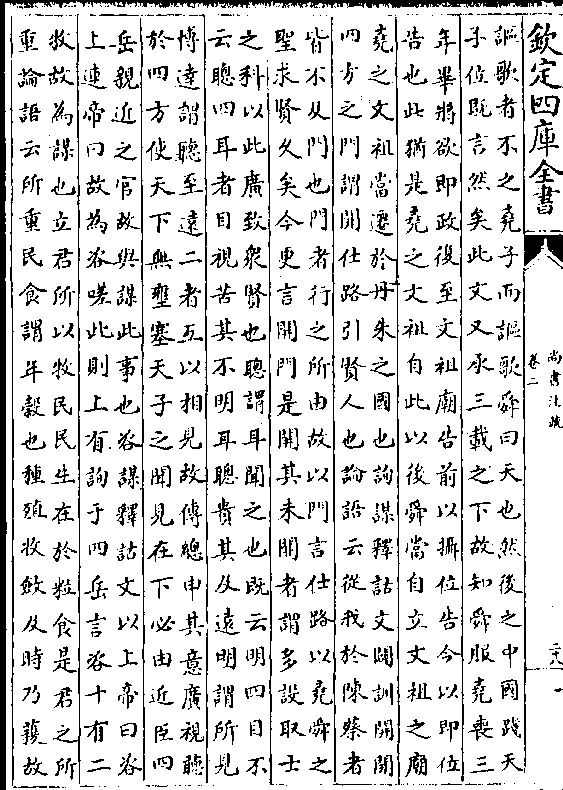 欽定四庫全書
尚書注疏
卷二
二十八
謳歌者不之堯子而謳歌舜曰天也然後之中國踐天
子位既言然矣此文又承三載之下故知舜服堯喪三
年畢將欲即政復至文祖廟告前以攝位告今以即位
告也此猶是堯之文祖自此以後舜當自立文祖之廟
堯之文祖當遷於丹朱之國也詢謀釋詁文闢訓開開
四方之門謂開仕路引賢人也論語云從我於陳蔡者
皆不及門也門者行之所由故以門言仕路以堯舜之
聖求賢久矣今更言開門是開其未開者謂多設取士
之科以此廣致衆賢也聰謂耳聞之也既云明四目不
云聰四耳者目視苦其不明耳聰貴其及遠明謂所見
博達謂聽至遠二者互以相見故傳總申其意廣視聽
於四方使天下無壅塞天子之聞見在下必由近臣四
岳親近之官故與謀此事也咨謀釋詁文以上帝曰咨
上連帝曰故為咨嗟此則上有詢于四岳言咨十有二
牧故為謀也立君所以牧民民生在於粒食是君之所
重論語云所重民食謂年穀也種殖收斂及時乃穫故